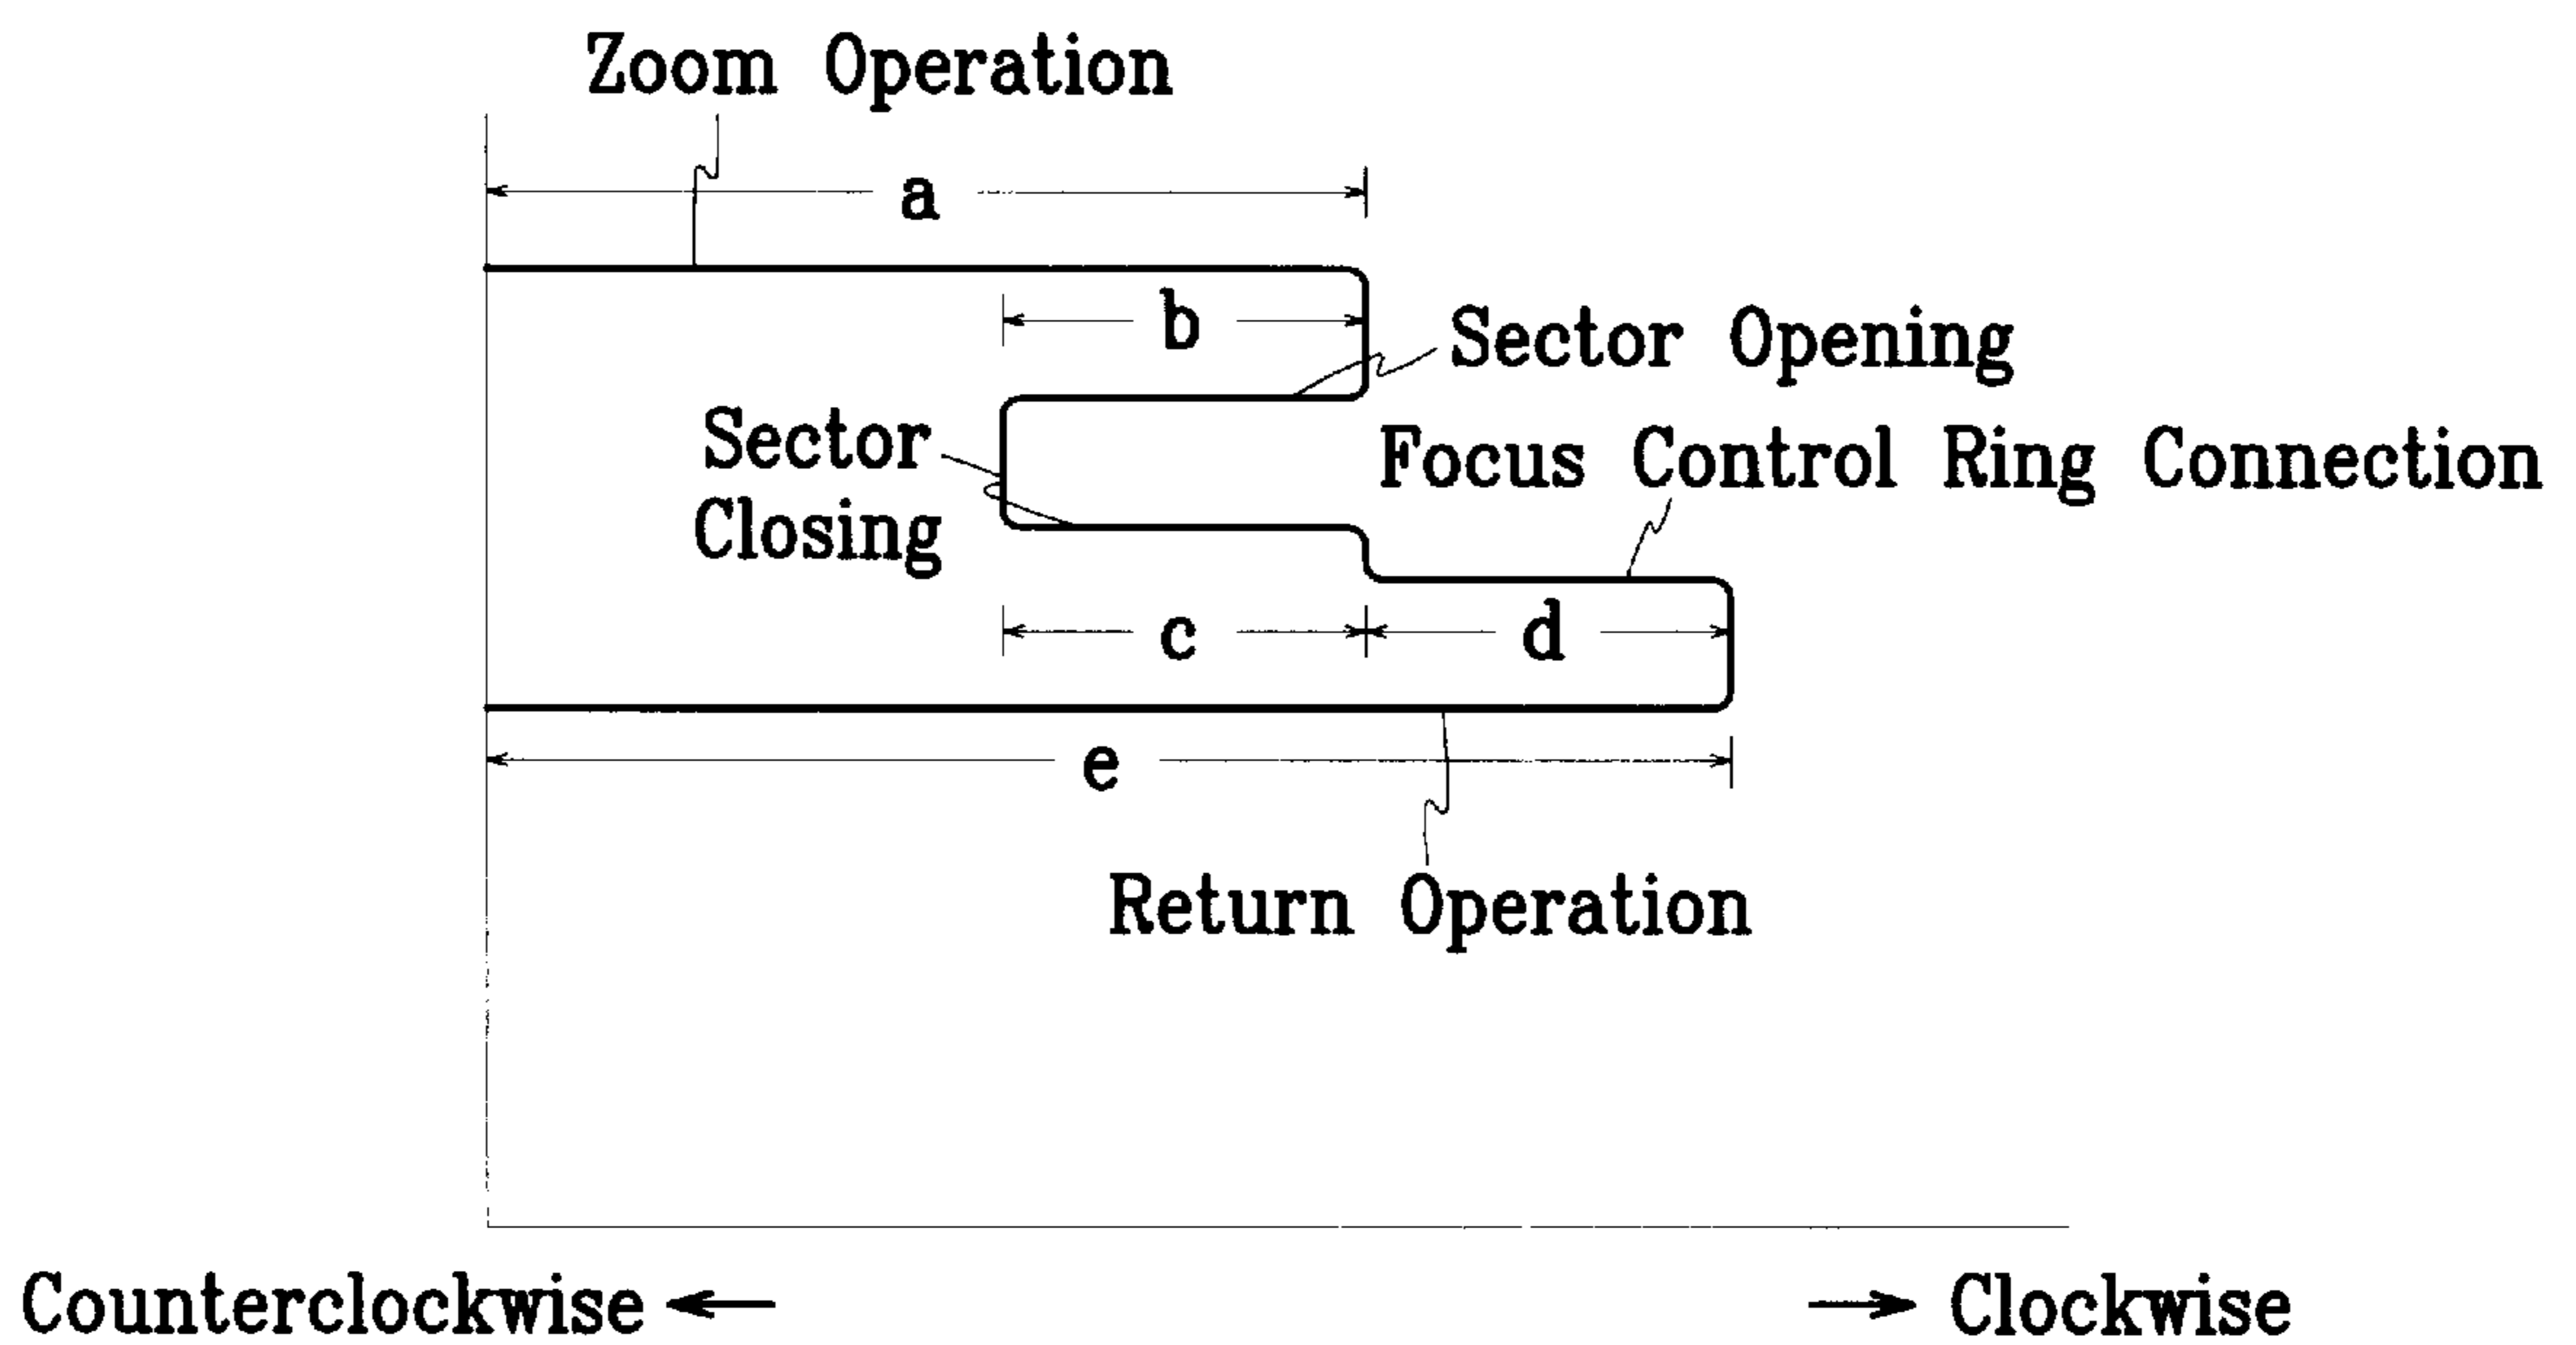 Zoom Operation
a
b
Sector Opening
Sector
Closing
Focus Control Ring Connection
c
d
e
Return Operation
Counterclockwise
Clockwise